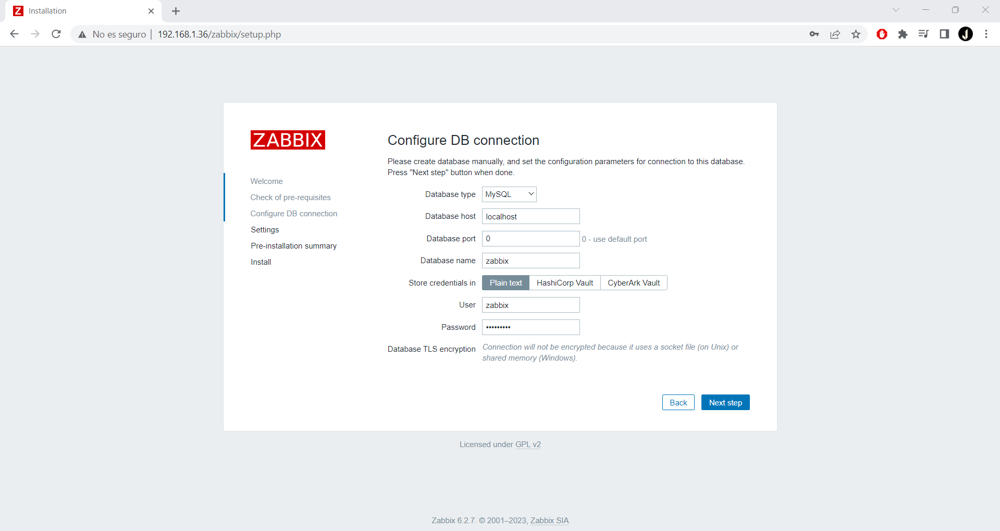 Z Installation
No es seguro 192.168.1.36/zabbix/setup.php
ZABBIX
Welcome
Check of pre-requisites
Configure DB connection
Settings
Pre-installation summary
Install
Configure DB connection
Please create database manually, and set the configuration parameters for connection to this database.
Press "Next step" button when done.
Database type MySQL
Database host localhost
Database port 0 0 - use default port
Database name zabbix
Store credentials in Plain text HashiCorp Vault CyberArk Vault
User zabbix
Password •••••••••
Database TLS encryption Connection will not be encrypted because it uses a socket file (on Unix) or
shared memory (Windows).
Back Next step
Licensed under GPL v2
Zabbix 6.2.7. © 2001–2023, Zabbix SIA